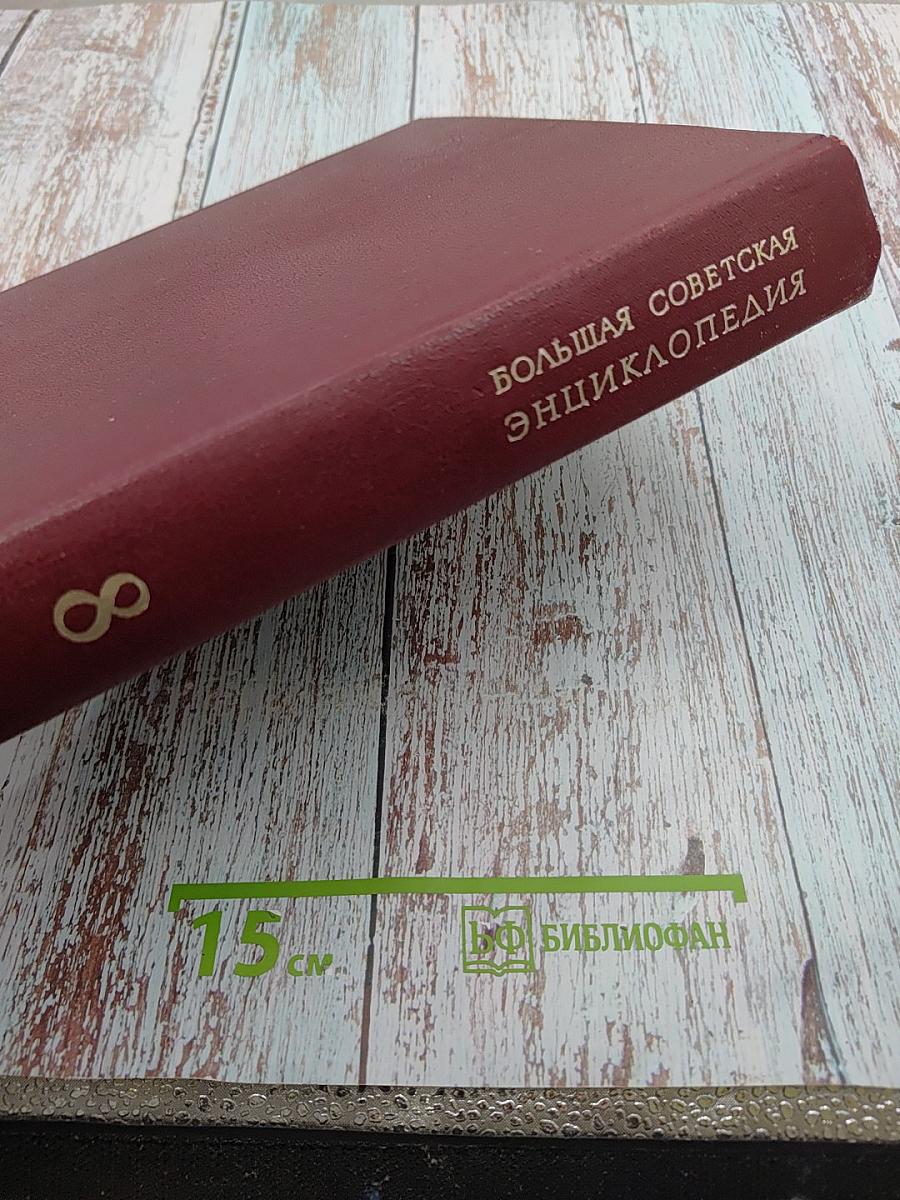 БОЛЬШАЯ СОВЕТСКАЯ
ЭНЦИКЛОПЕДИЯ
8
15 см
БФ БИБЛИОФАН